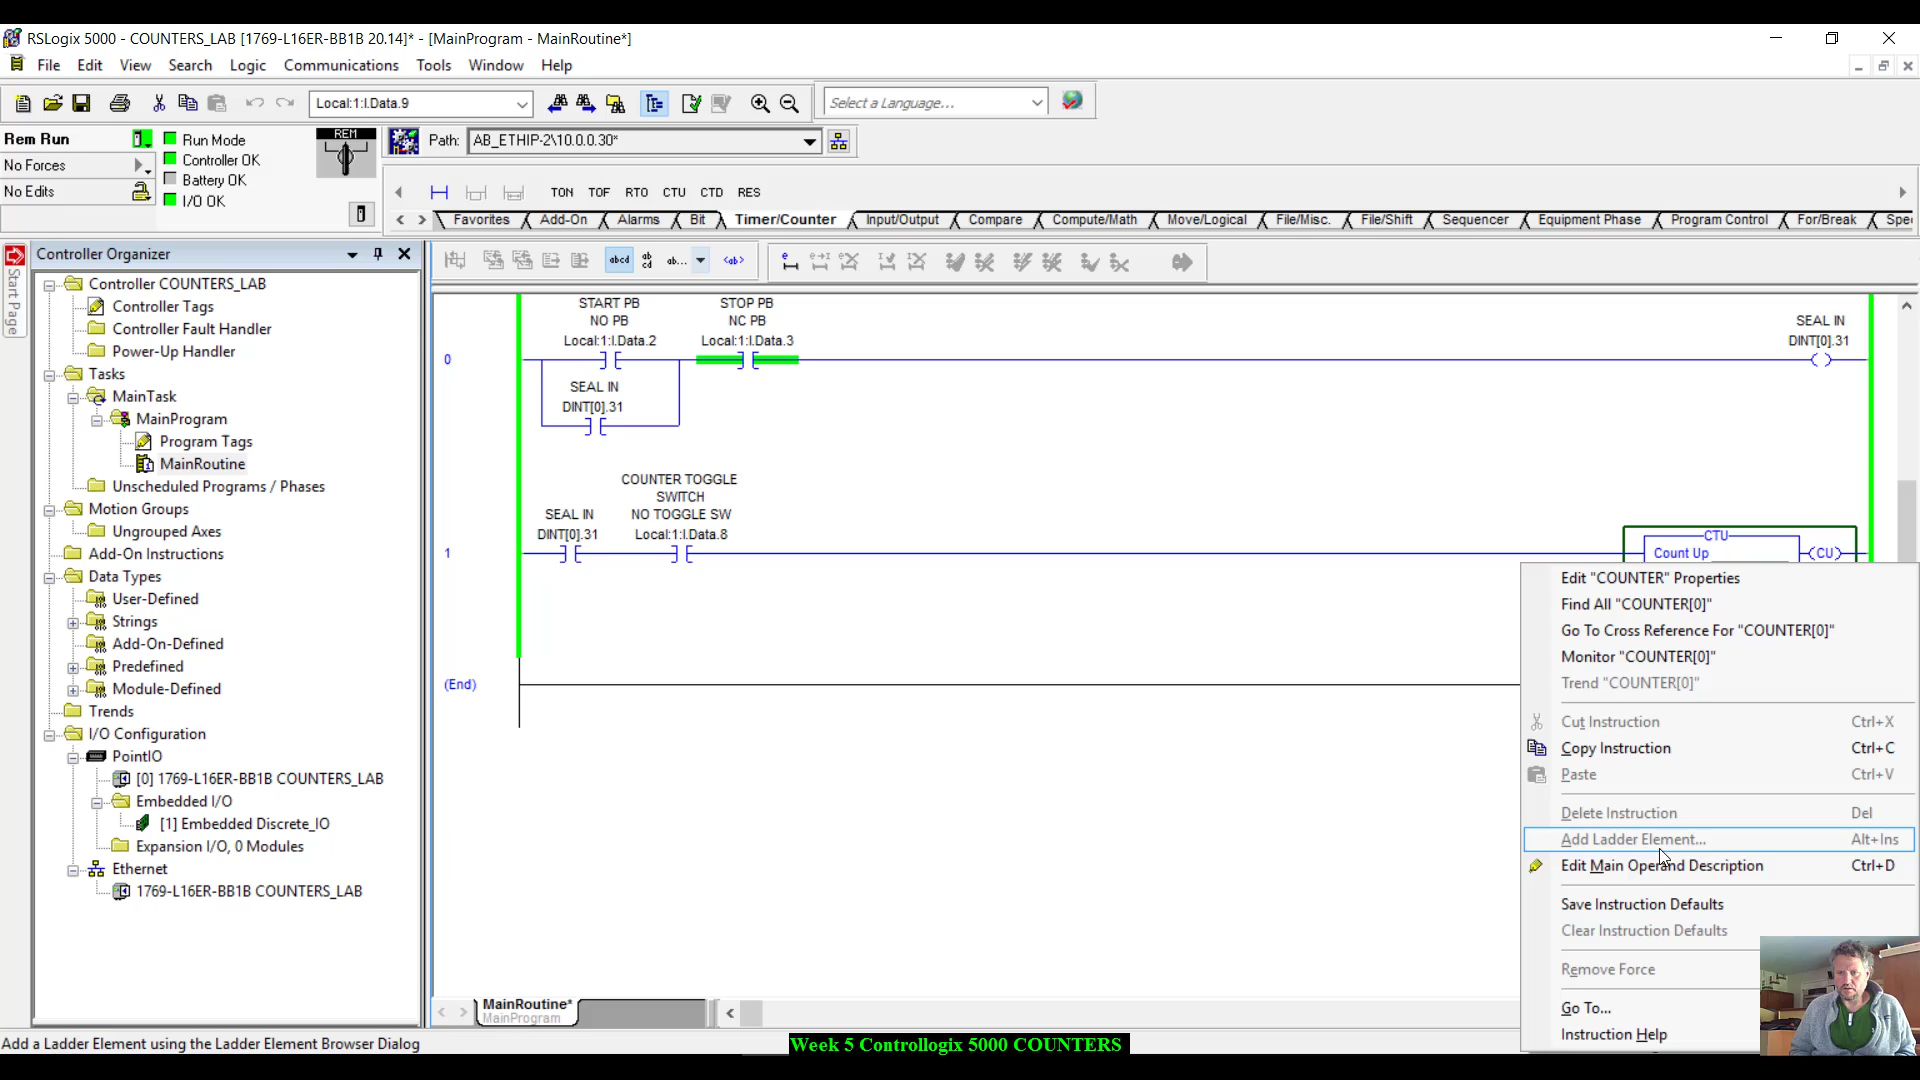 RSLogix 5000 - COUNTERS_LAB [1769-L16ER-BB1B 20.14]* - [MainProgram - MainRoutine*]
File Edit View Search Logic Communications Tools Window Help
Local:1:I.Data.9
Select a Language...
Rem Run
No Forces
No Edits
Run Mode
Controller OK
Battery OK
I/O OK
REM
Path: AB_ETHIP-2\10.0.0.30*
TON TOF RTO CTU CTD RES
Favorites Add-On Alarms Bit Timer/Counter Input/Output Compare Compute/Math Move/Logical File/Misc. File/Shift Sequencer Equipment Phase Program Control For/Break Spe
Start Page
Controller Organizer
Controller COUNTERS_LAB
Controller Tags
Controller Fault Handler
Power-Up Handler
Tasks
MainTask
MainProgram
Program Tags
MainRoutine
Unscheduled Programs / Phases
Motion Groups
Ungrouped Axes
Add-On Instructions
Data Types
User-Defined
Strings
Add-On-Defined
Predefined
Module-Defined
Trends
I/O Configuration
PointIO
[0] 1769-L16ER-BB1B COUNTERS_LAB
Embedded I/O
[1] Embedded Discrete_IO
Expansion I/O, 0 Modules
Ethernet
1769-L16ER-BB1B COUNTERS_LAB
abcd
ab
cd
ab...
<ab>
START PB
NO PB
Local:1:I.Data.2
STOP PB
NC PB
Local:1:I.Data.3
SEAL IN
DINT[0].31
0
SEAL IN
DINT[0].31
COUNTER TOGGLE
SWITCH
NO TOGGLE SW
Local:1:I.Data.8
SEAL IN
DINT[0].31
1
CTU
Count Up
CU
(End)
Edit "COUNTER" Properties
Find All "COUNTER[0]"
Go To Cross Reference For "COUNTER[0]"
Monitor "COUNTER[0]"
Trend "COUNTER[0]"
Cut Instruction Ctrl+X
Copy Instruction Ctrl+C
Paste Ctrl+V
Delete Instruction Del
Add Ladder Element... Alt+Ins
Edit Main Operand Description Ctrl+D
Save Instruction Defaults
Clear Instruction Defaults
Remove Force
Go To...
Instruction Help
MainRoutine*
MainProgram
Add a Ladder Element using the Ladder Element Browser Dialog
Week 5 Controllogix 5000 COUNTERS